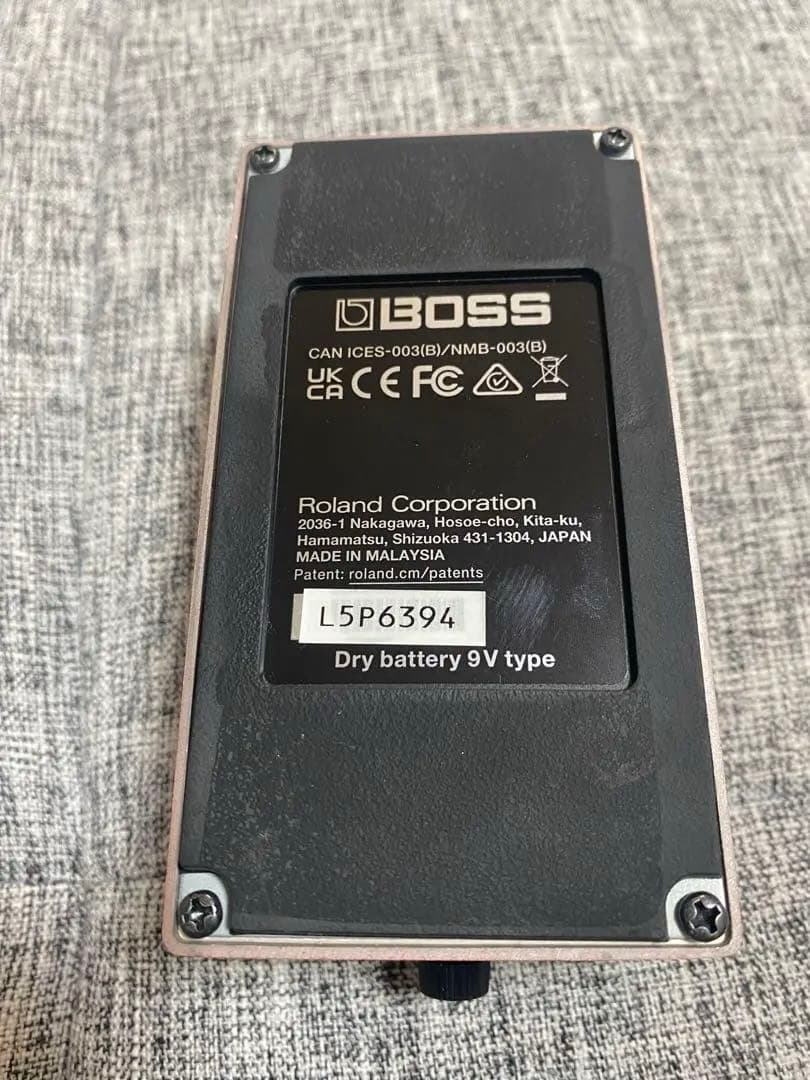 BOSS
CAN ICES-003(B)/NMB-003(B)
UK CA CE FC
Roland Corporation
2036-1 Nakagawa, Hosoe-cho, Kita-ku,
Hamamatsu, Shizuoka 431-1304, JAPAN
MADE IN MALAYSIA
Patent: roland.cm/patents
L5P6394
Dry battery 9V type